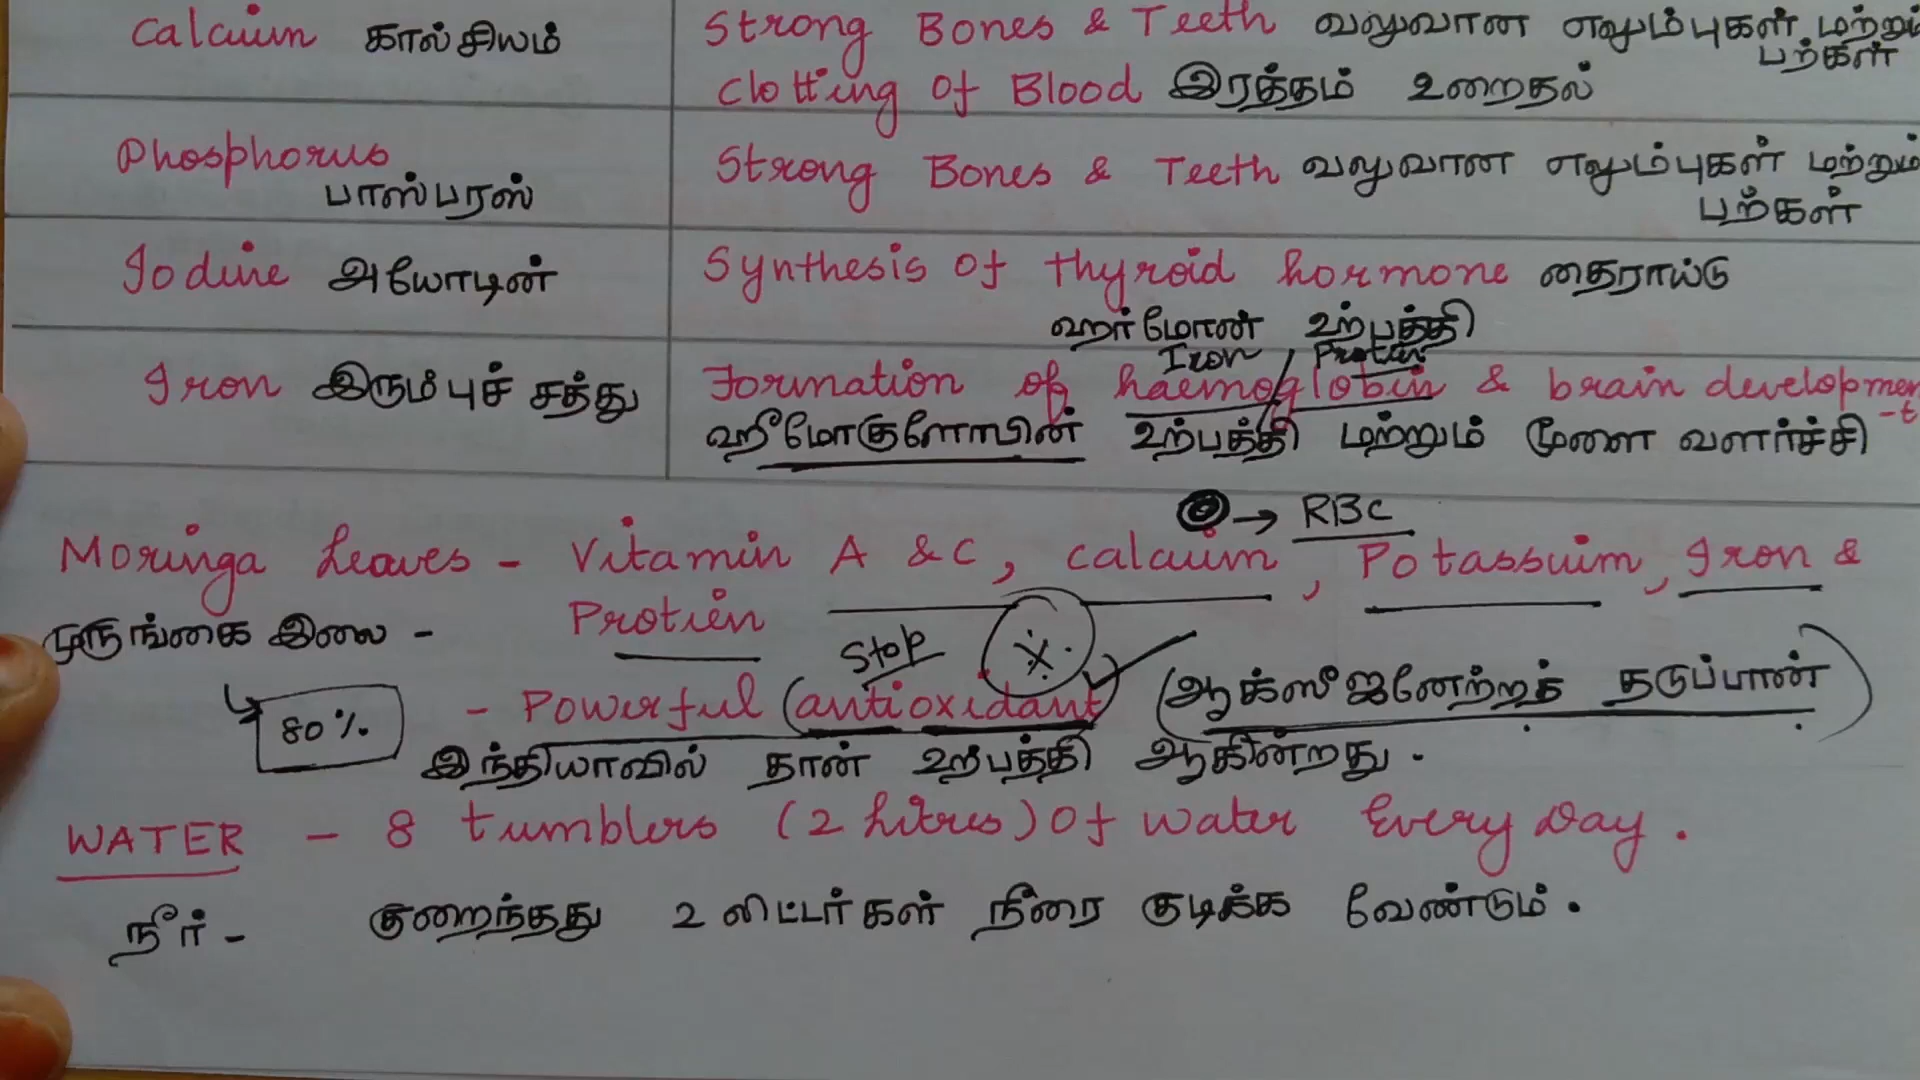 Calcium கால்சியம் Strong Bones & Teeth வலுவான எலும்புகள் மற்றும்
பற்கள்
Clotting Of Blood இரத்தம் உறைதல்
Phosphorus Strong Bones & Teeth வலுவான எலும்புகள் மற்றும்
பாஸ்பரஸ் பற்கள்
Iodine அயோடின் Synthesis Of thyroid hormone தைராய்டு
ஹார்மோன் உற்பத்தி
Iron Protein
Iron இரும்புச் சத்து Formation of haemoglobin & brain developmen
-t
ஹீமோகுளோபின் உற்பத்தி மற்றும் மூளை வளர்ச்சி
→ RBC
Moringa Leaves - Vitamin A & C, Calcium, Potassium, Iron &
முருங்கை இலை - Protien
Stop
80% - Powerful (antioxidant) (ஆக்ஸீஜனேற்றத் தடுப்பான்)
இந்தியாவில் தான் உற்பத்தி ஆகின்றது.
WATER - 8 tumblers (2 Litres) Of water Every Day.
நீர் - குறைந்தது 2 லிட்டர்கள் நீரை குடிக்க வேண்டும்.